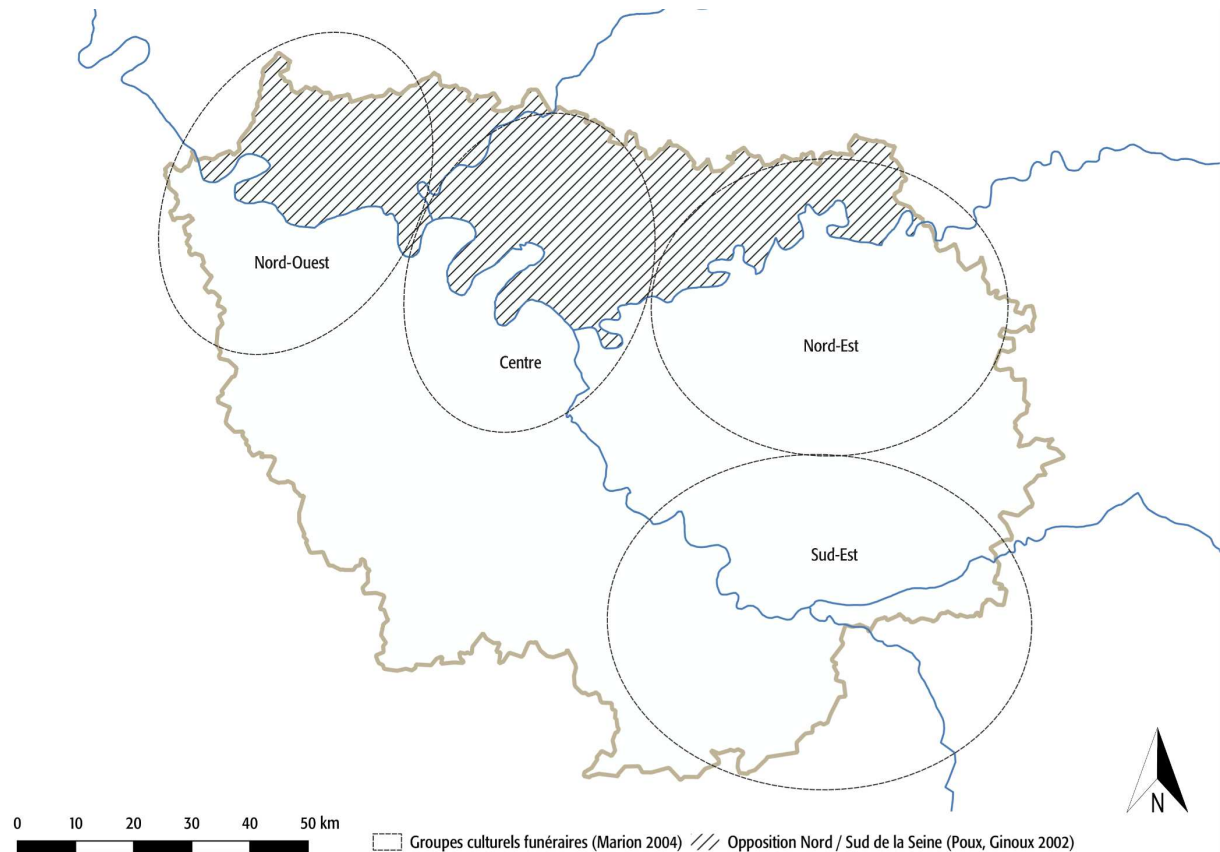 Nord-Ouest
Centre
Nord-Est
Sud-Est
N
0 10 20 30 40 50 km
Groupes culturels funéraires (Marion 2004) Opposition Nord / Sud de la Seine (Poux, Ginoux 2002)